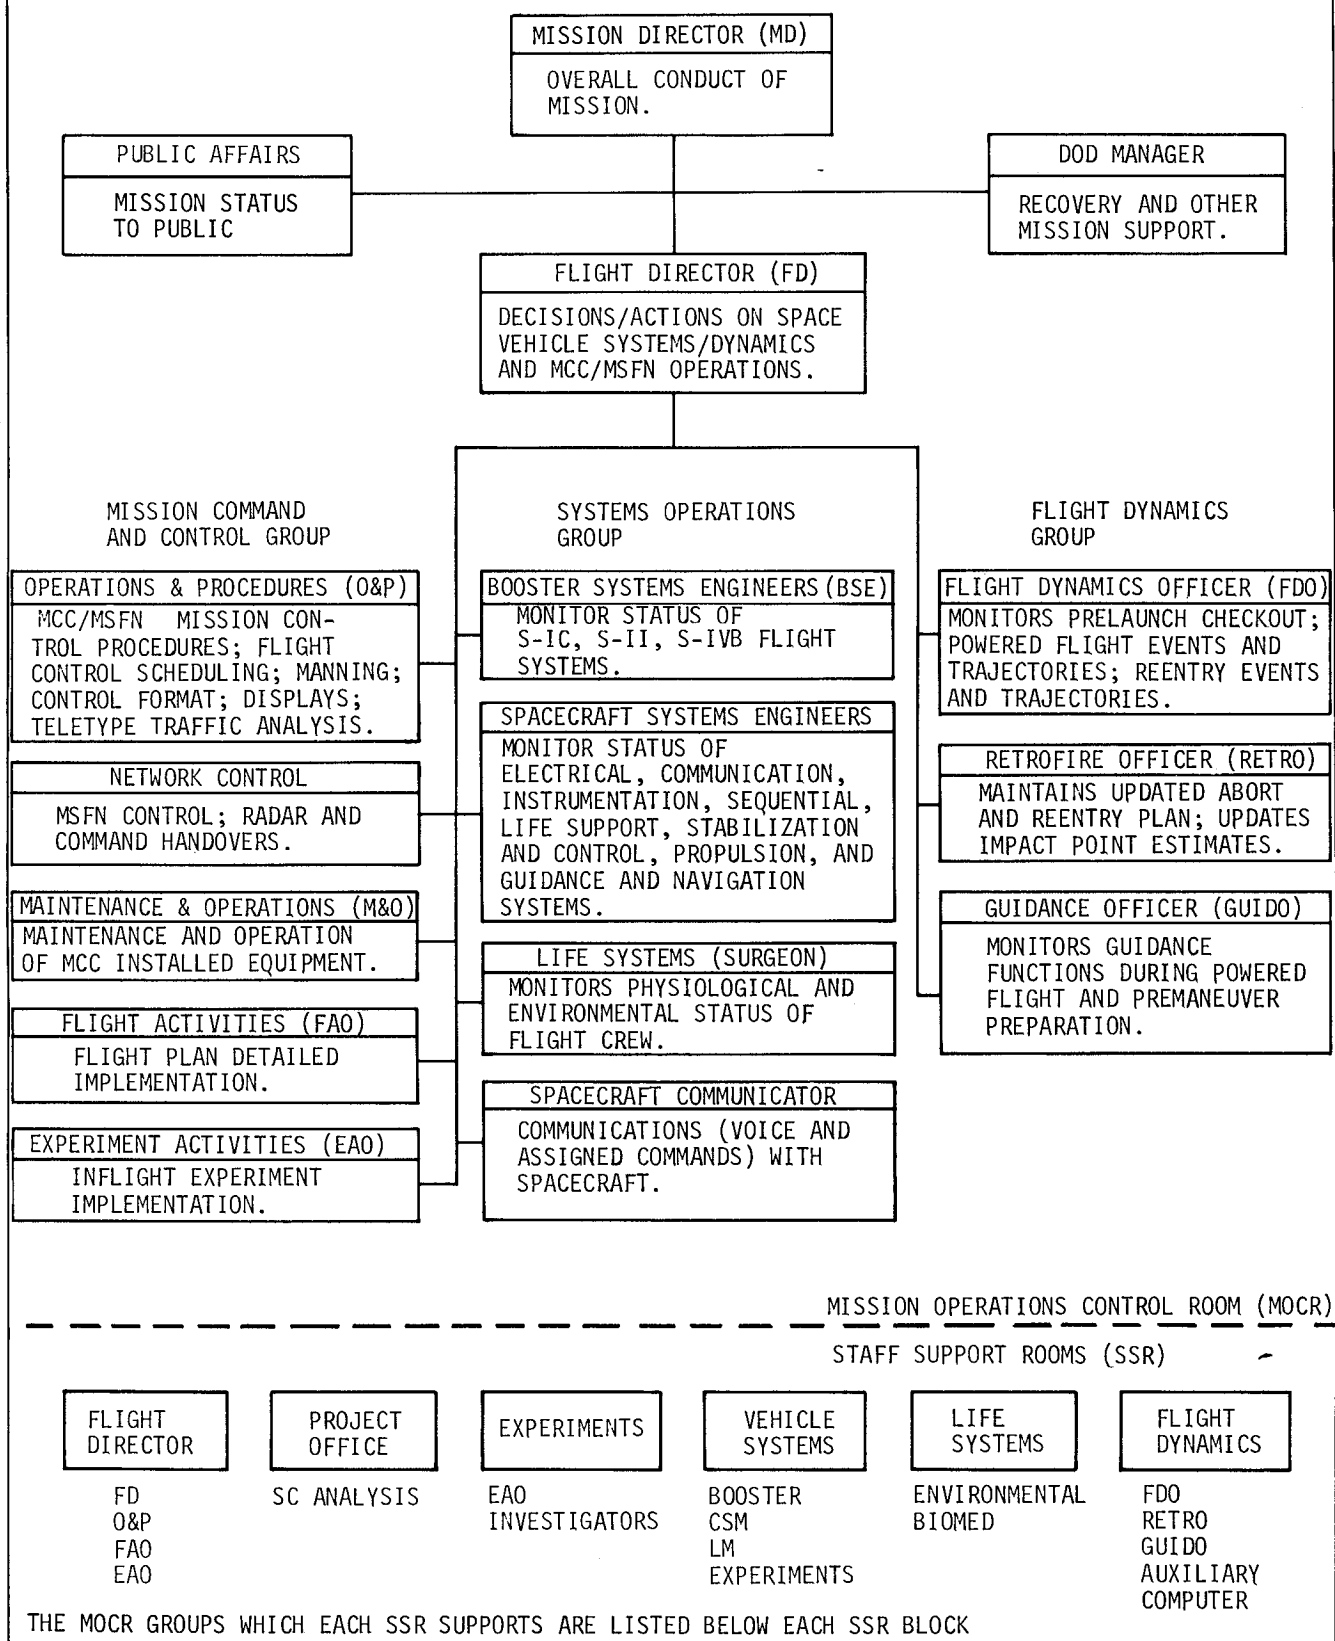 MISSION DIRECTOR (MD)
OVERALL CONDUCT OF
MISSION.
PUBLIC AFFAIRS
MISSION STATUS
TO PUBLIC
DOD MANAGER
RECOVERY AND OTHER
MISSION SUPPORT.
FLIGHT DIRECTOR (FD)
DECISIONS/ACTIONS ON SPACE
VEHICLE SYSTEMS/DYNAMICS
AND MCC/MSFN OPERATIONS.
MISSION COMMAND
AND CONTROL GROUP
OPERATIONS & PROCEDURES (O&P)
MCC/MSFN MISSION CON-
TROL PROCEDURES; FLIGHT
CONTROL SCHEDULING; MANNING;
CONTROL FORMAT; DISPLAYS;
TELETYPE TRAFFIC ANALYSIS.
NETWORK CONTROL
MSFN CONTROL; RADAR AND
COMMAND HANDOVERS.
MAINTENANCE & OPERATIONS (M&O)
MAINTENANCE AND OPERATION
OF MCC INSTALLED EQUIPMENT.
FLIGHT ACTIVITIES (FAO)
FLIGHT PLAN DETAILED
IMPLEMENTATION.
EXPERIMENT ACTIVITIES (EAO)
INFLIGHT EXPERIMENT
IMPLEMENTATION.
SYSTEMS OPERATIONS
GROUP
BOOSTER SYSTEMS ENGINEERS (BSE)
MONITOR STATUS OF
S-IC, S-II, S-IVB FLIGHT
SYSTEMS.
SPACECRAFT SYSTEMS ENGINEERS
MONITOR STATUS OF
ELECTRICAL, COMMUNICATION,
INSTRUMENTATION, SEQUENTIAL,
LIFE SUPPORT, STABILIZATION
AND CONTROL, PROPULSION, AND
GUIDANCE AND NAVIGATION
SYSTEMS.
LIFE SYSTEMS (SURGEON)
MONITORS PHYSIOLOGICAL AND
ENVIRONMENTAL STATUS OF
FLIGHT CREW.
SPACECRAFT COMMUNICATOR
COMMUNICATIONS (VOICE AND
ASSIGNED COMMANDS) WITH
SPACECRAFT.
FLIGHT DYNAMICS
GROUP
FLIGHT DYNAMICS OFFICER (FDO)
MONITORS PRELAUNCH CHECKOUT;
POWERED FLIGHT EVENTS AND
TRAJECTORIES; REENTRY EVENTS
AND TRAJECTORIES.
RETROFIRE OFFICER (RETRO)
MAINTAINS UPDATED ABORT
AND REENTRY PLAN; UPDATES
IMPACT POINT ESTIMATES.
GUIDANCE OFFICER (GUIDO)
MONITORS GUIDANCE
FUNCTIONS DURING POWERED
FLIGHT AND PREMANEUVER
PREPARATION.
MISSION OPERATIONS CONTROL ROOM (MOCR)
STAFF SUPPORT ROOMS (SSR)
FLIGHT
DIRECTOR
FD
O&P
FAO
EAO
PROJECT
OFFICE
SC ANALYSIS
EXPERIMENTS
EAO
INVESTIGATORS
VEHICLE
SYSTEMS
BOOSTER
CSM
LM
EXPERIMENTS
LIFE
SYSTEMS
ENVIRONMENTAL
BIOMED
FLIGHT
DYNAMICS
FDO
RETRO
GUIDO
AUXILIARY
COMPUTER
THE MOCR GROUPS WHICH EACH SSR SUPPORTS ARE LISTED BELOW EACH SSR BLOCK